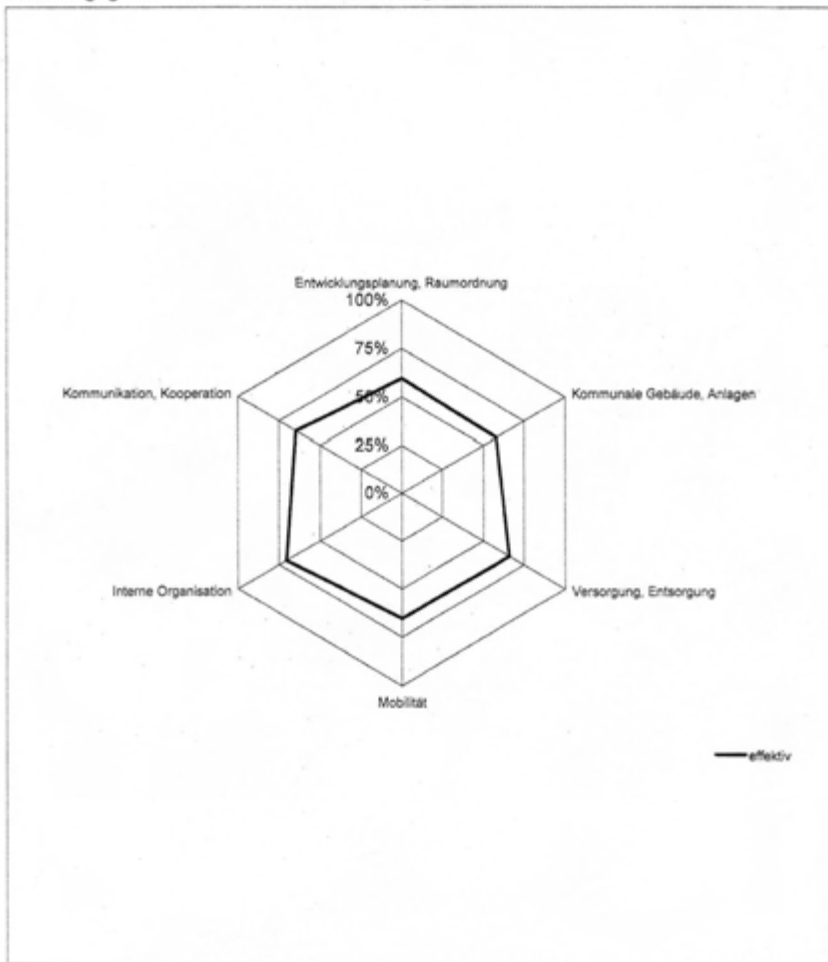 Entwicklungsplanung, Raumordnung
100%
75%
Kommunikation, Kooperation
Kommunale Gebäude, Anlagen
50%
25%
0%
Interne Organisation
Versorgung, Entsorgung
Mobilität
effektiv